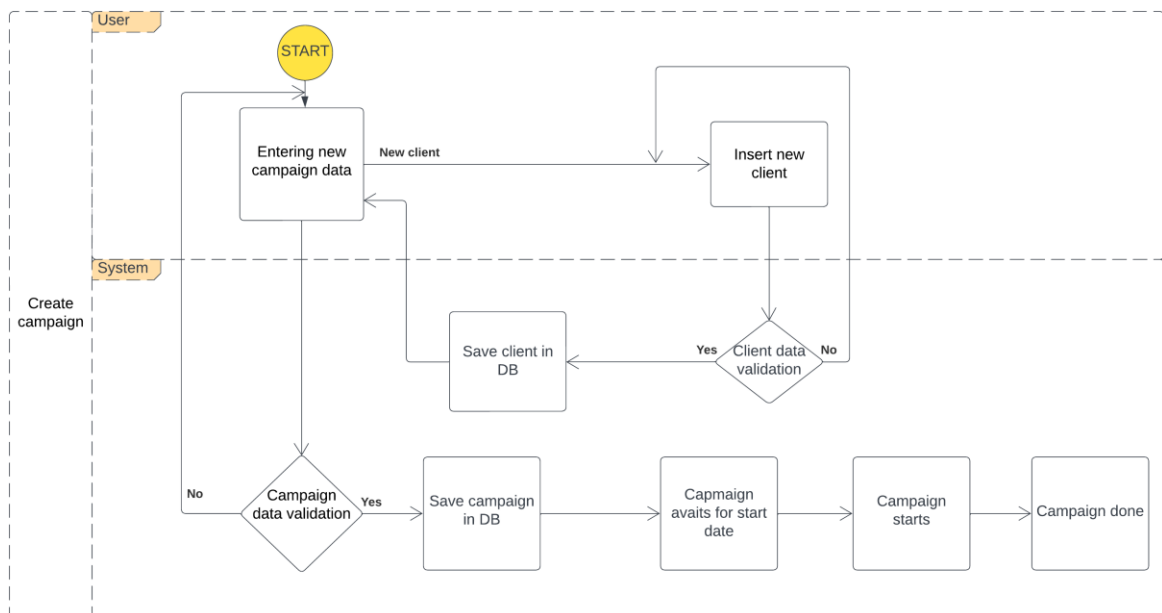 User
START
Entering new
campaign data
New client
Insert new
client
System
Create
campaign
Save client in
DB
Yes
Client data
validation
No
No
Campaign
data validation
Yes
Save campaign
in DB
Capmaign
avaits for start
date
Campaign
starts
Campaign done